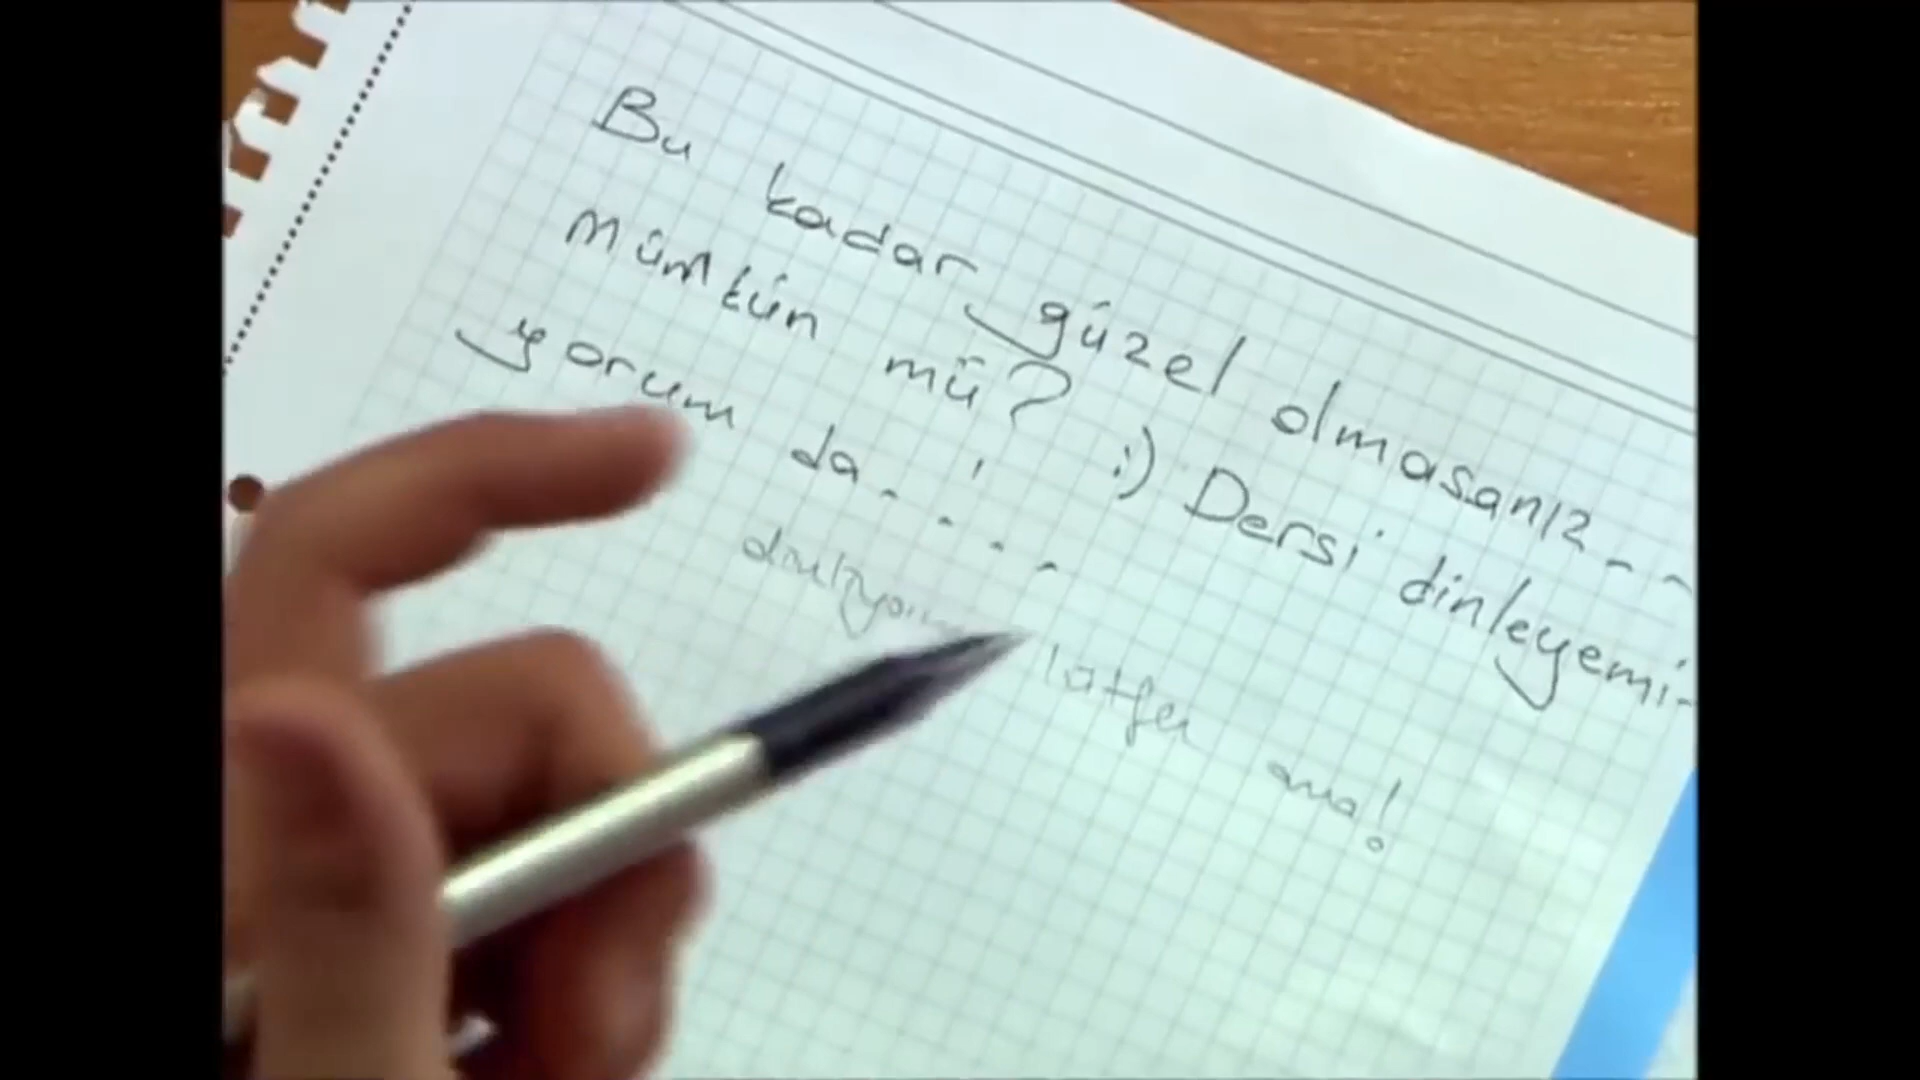 Bu kadar güzel olmasanız - -
mümkün mü? :) Dersi dinleyemi-
yorum da - - - -
lütfen ama!